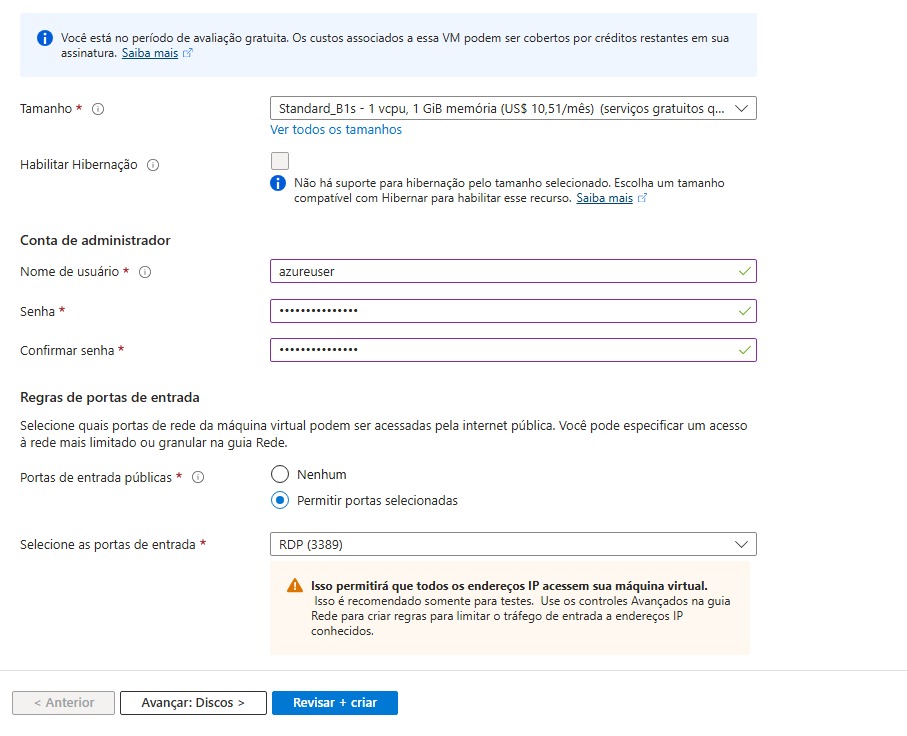 Você está no período de avaliação gratuita. Os custos associados a essa VM podem ser cobertos por créditos restantes em sua
assinatura. Saiba mais
Tamanho *
Standard_B1s - 1 vcpu, 1 GiB memória (US$ 10,51/mês) (serviços gratuitos q...
Ver todos os tamanhos
Habilitar Hibernação
Não há suporte para hibernação pelo tamanho selecionado. Escolha um tamanho
compatível com Hibernar para habilitar esse recurso. Saiba mais
Conta de administrador
Nome de usuário *
azureuser
Senha *
•••••••••••••••
Confirmar senha *
•••••••••••••••
Regras de portas de entrada
Selecione quais portas de rede da máquina virtual podem ser acessadas pela internet pública. Você pode especificar um acesso
à rede mais limitado ou granular na guia Rede.
Portas de entrada públicas *
Nenhum
Permitir portas selecionadas
Selecione as portas de entrada *
RDP (3389)
Isso permitirá que todos os endereços IP acessem sua máquina virtual.
Isso é recomendado somente para testes. Use os controles Avançados na guia
Rede para criar regras para limitar o tráfego de entrada a endereços IP
conhecidos.
< Anterior
Avançar: Discos >
Revisar + criar